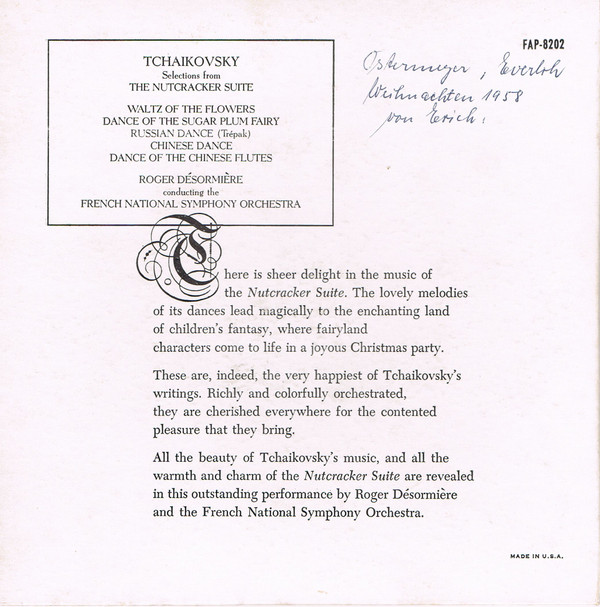 FAP-8202
Ostermeyer, Everloh
Weihnachten 1958
von Erich.
TCHAIKOVSKY
Selections from
THE NUTCRACKER SUITE
WALTZ OF THE FLOWERS
DANCE OF THE SUGAR PLUM FAIRY
RUSSIAN DANCE (Trépak)
CHINESE DANCE
DANCE OF THE CHINESE FLUTES
ROGER DÉSORMIÈRE
conducting the
FRENCH NATIONAL SYMPHONY ORCHESTRA
There is sheer delight in the music of
the Nutcracker Suite. The lovely melodies
of its dances lead magically to the enchanting land
of children's fantasy, where fairyland
characters come to life in a joyous Christmas party.
These are, indeed, the very happiest of Tchaikovsky's
writings. Richly and colorfully orchestrated,
they are cherished everywhere for the contented
pleasure that they bring.
All the beauty of Tchaikovsky's music, and all the
warmth and charm of the Nutcracker Suite are revealed
in this outstanding performance by Roger Désormière
and the French National Symphony Orchestra.
MADE IN U.S.A.